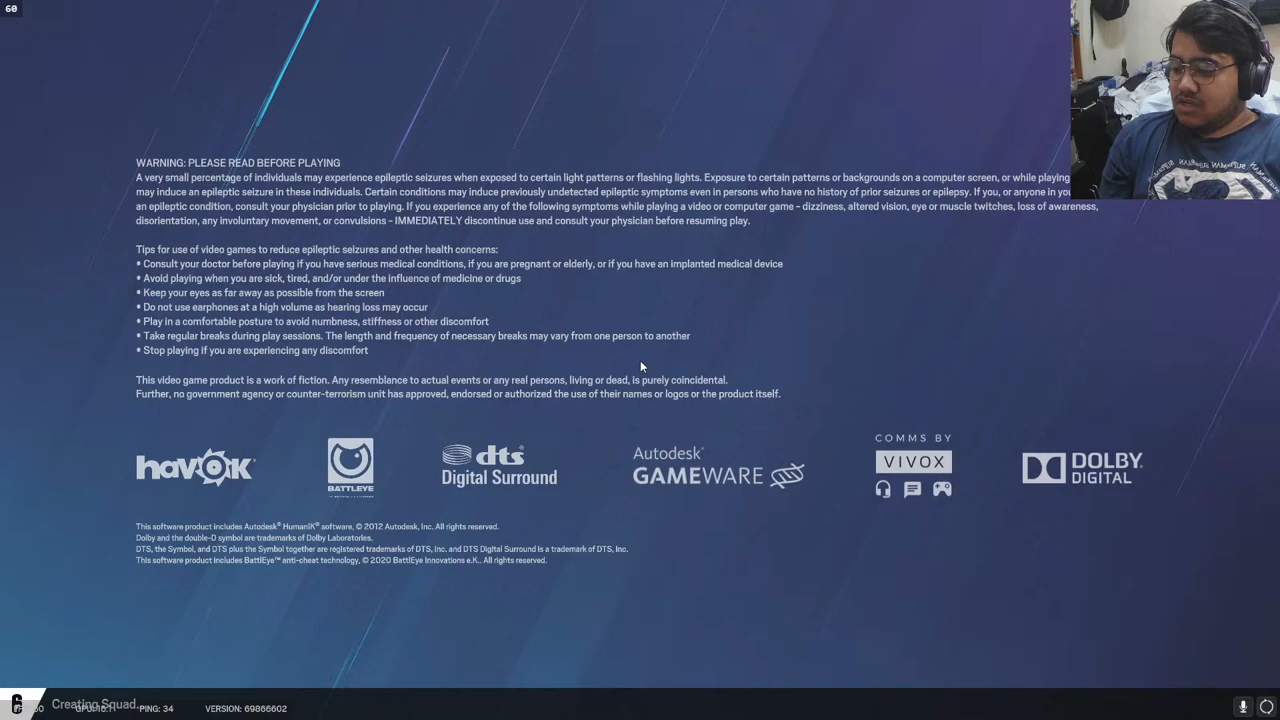 60
WARNING: PLEASE READ BEFORE PLAYING
A very small percentage of individuals may experience epileptic seizures when exposed to certain light patterns or flashing lights. Exposure to certain patterns or backgrounds on a computer screen, or while playing
may induce an epileptic seizure in these individuals. Certain conditions may induce previously undetected epileptic symptoms even in persons who have no history of prior seizures or epilepsy. If you, or anyone in
an epileptic condition, consult your physician prior to playing. If you experience any of the following symptoms while playing a video or computer game - dizziness, altered vision, eye or muscle twitches, loss of awareness,
disorientation, any involuntary movement, or convulsions - IMMEDIATELY discontinue use and consult your physician before resuming play.
Tips for use of video games to reduce epileptic seizures and other health concerns:
• Consult your doctor before playing if you have serious medical conditions, if you are pregnant or elderly, or if you have an implanted medical device
• Avoid playing when you are sick, tired, and/or under the influence of medicine or drugs
• Keep your eyes as far away as possible from the screen
• Do not use earphones at a high volume as hearing loss may occur
• Play in a comfortable posture to avoid numbness, stiffness or other discomfort
• Take regular breaks during play sessions. The length and frequency of necessary breaks may vary from one person to another
• Stop playing if you are experiencing any discomfort
This video game product is a work of fiction. Any resemblance to actual events or any real persons, living or dead, is purely coincidental.
Further, no government agency or counter-terrorism unit has approved, endorsed or authorized the use of their names or logos or the product itself.
havok
BATTLEYE
dts
Digital Surround
Autodesk®
GAMEWARE
COMMS BY
VIVOX
DOLBY
DIGITAL
This software product includes Autodesk® HumanIK® software, © 2012 Autodesk, Inc. All rights reserved.
Dolby and the double-D symbol are trademarks of Dolby Laboratories.
DTS, the Symbol, and DTS plus the Symbol together are registered trademarks of DTS, Inc. and DTS Digital Surround is a trademark of DTS, Inc.
This software product includes BattlEye™ anti-cheat technology, © 2020 BattlEye Innovations e.K.. All rights reserved.
6
Creating Squad.
PING: 34
VERSION: 69866602